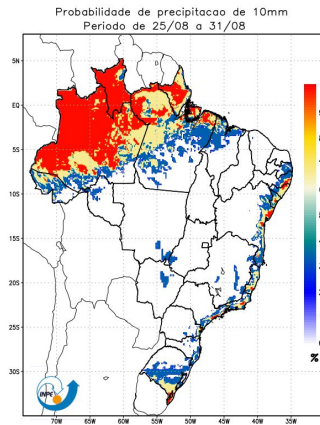 Probabilidade de precipitacao de 10mm
Periodo de 25/08 a 31/08
5N
EQ
5S
10S
15S
20S
25S
30S
70W 65W 60W 55W 50W 45W 40W 35W
%
INPE